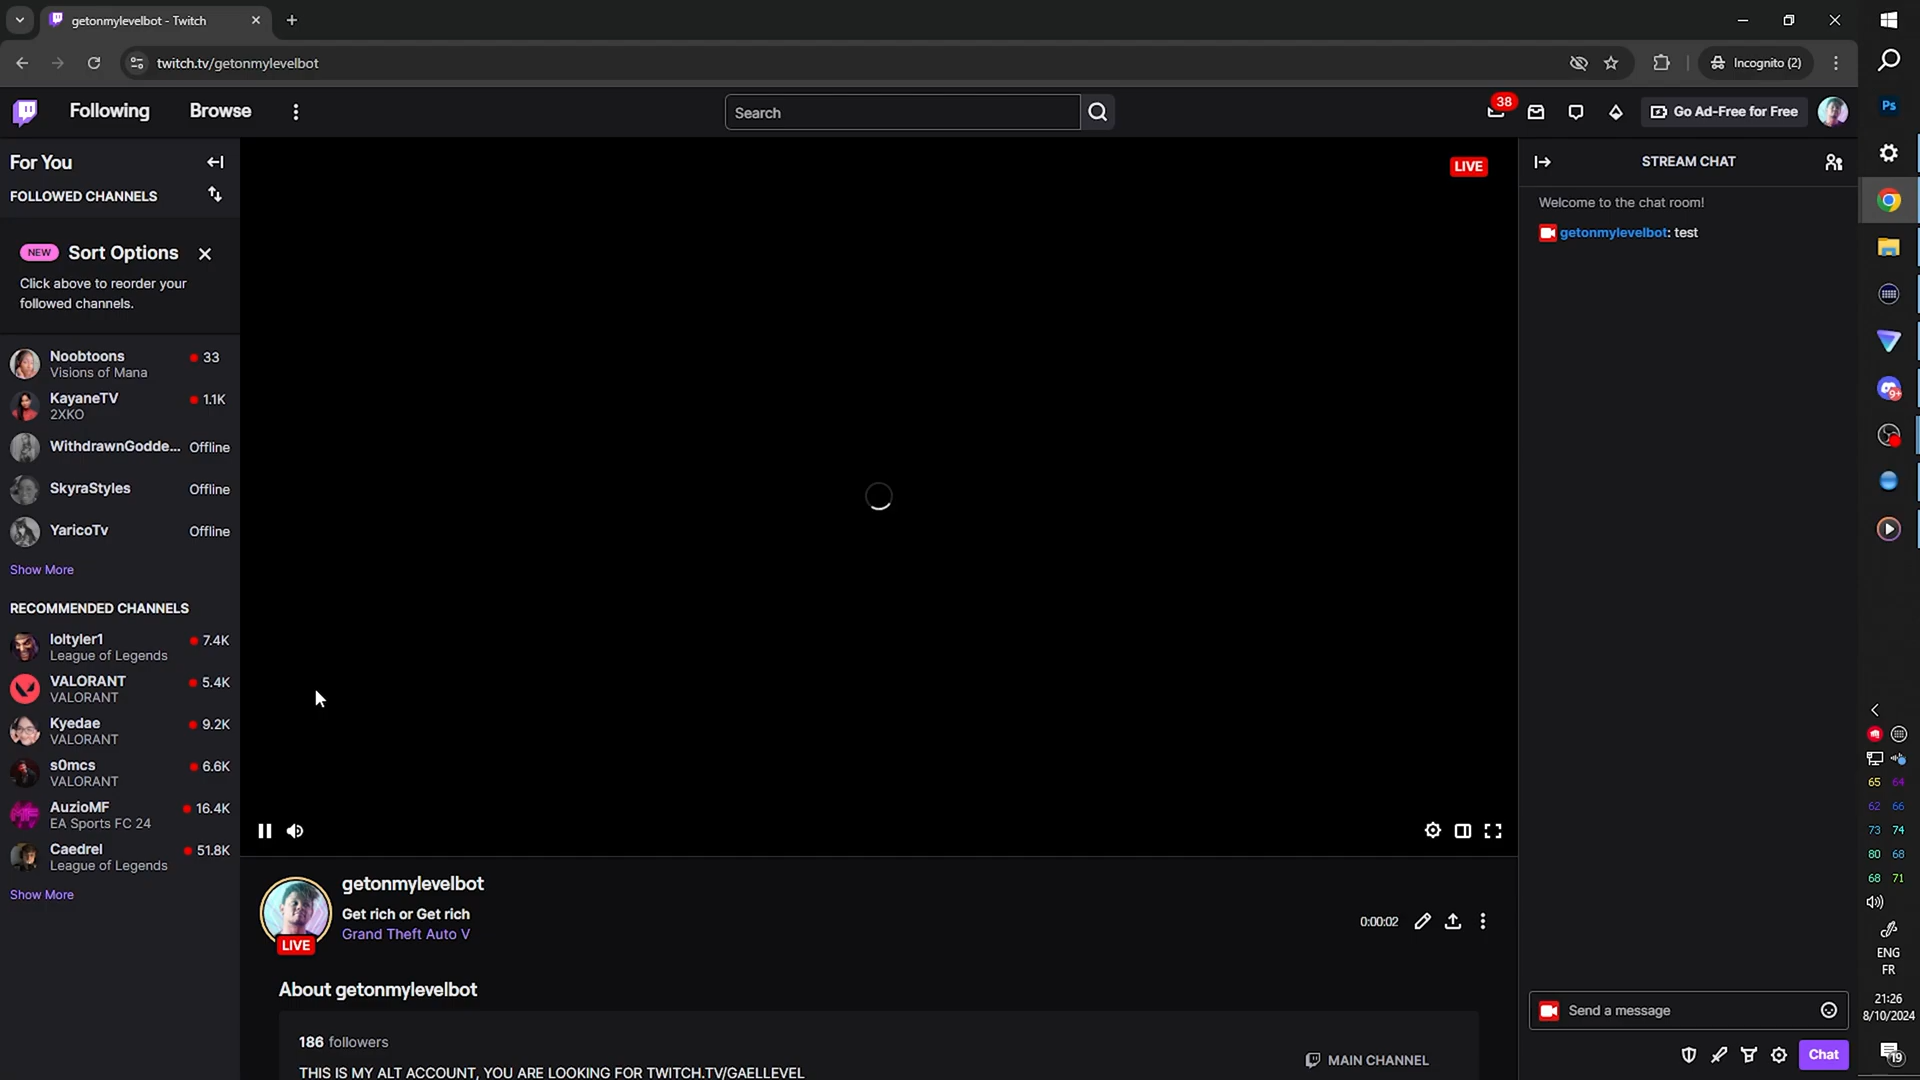 getonmylevelbot - Twitch
twitch.tv/getonmylevelbot
Incognito (2)
Following
Browse
Search
38
Go Ad-Free for Free
Ps
For You
FOLLOWED CHANNELS
NEW Sort Options
Click above to reorder your
followed channels.
Noobtoons 33
Visions of Mana
KayaneTV 1.1K
2XKO
WithdrawnGodde... Offline
SkyraStyles Offline
YaricoTv Offline
Show More
RECOMMENDED CHANNELS
loltyler1 7.4K
League of Legends
VALORANT 5.4K
VALORANT
Kyedae 9.2K
VALORANT
s0mcs 6.6K
VALORANT
AuzioMF 16.4K
EA Sports FC 24
Caedrel 51.8K
League of Legends
Show More
LIVE
getonmylevelbot
Get rich or Get rich
Grand Theft Auto V
LIVE
0:00:02
About getonmylevelbot
186 followers
THIS IS MY ALT ACCOUNT, YOU ARE LOOKING FOR TWITCH.TV/GAELLEVEL
MAIN CHANNEL
STREAM CHAT
Welcome to the chat room!
getonmylevelbot: test
Send a message
Chat
9+
65 64
62 66
73 74
80 68
68 71
ENG
FR
21:26
8/10/2024
19